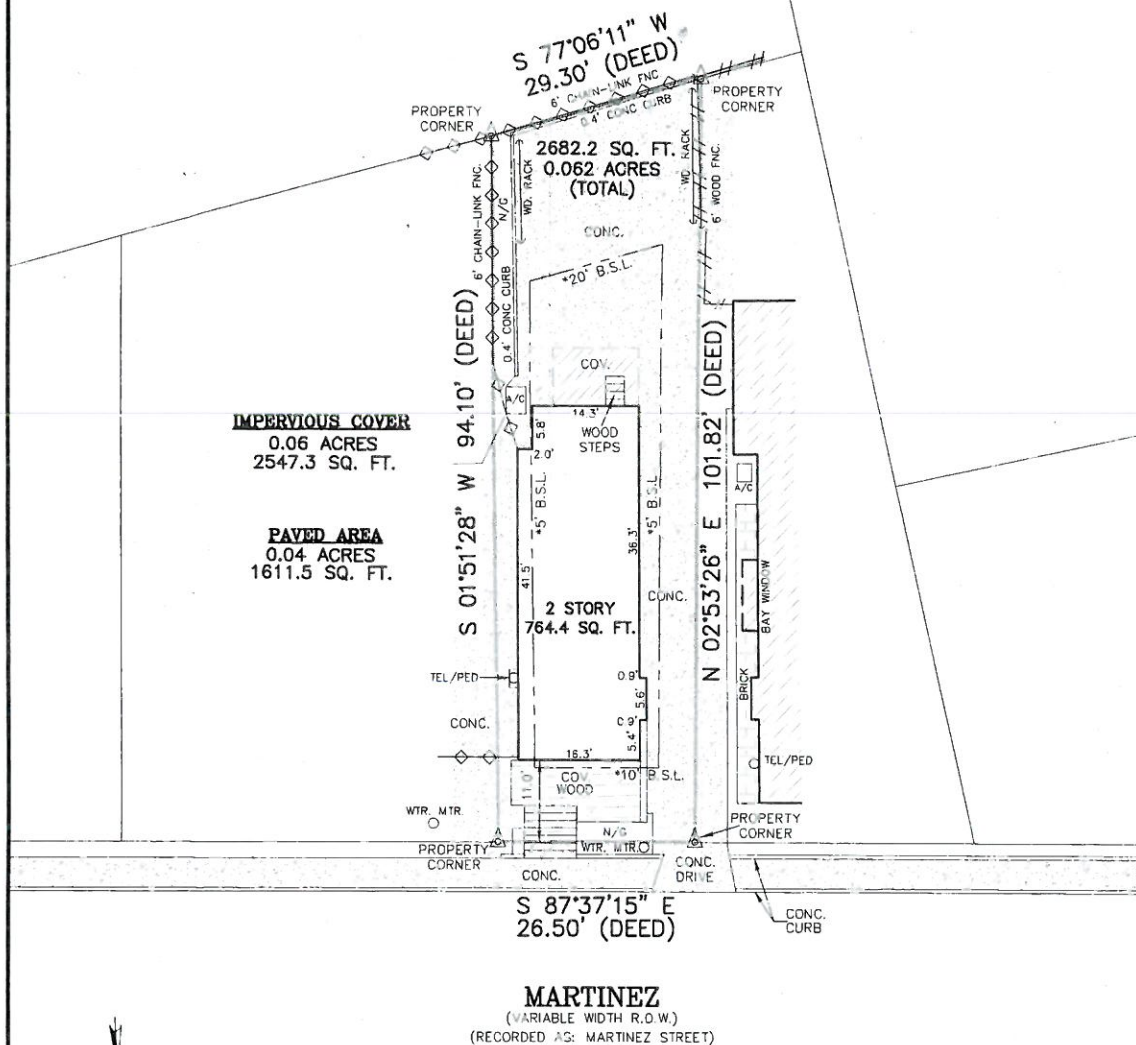 S 77°06'11" W
29.30' (DEED)
6' CHAIN-LINK FNC
0.4' CONC CURB
PROPERTY
CORNER
PROPERTY
CORNER
2682.2 SQ. FT.
0.062 ACRES
(TOTAL)
6' CHAIN-LINK FNC.
N/G
WD. RACK
WD. RACK
6' WOOD FNC.
CONC.
*20' B.S.L.
0.4' CONC CURB
S 01°51'28" W 94.10' (DEED)
N 02°53'26" E 101.82' (DEED)
COV.
A/C
14.3'
WOOD
STEPS
5.8'
2.0'
IMPERVIOUS COVER
0.06 ACRES
2547.3 SQ. FT.
*5' B.S.L.
*5' B.S.L.
A/C
PAVED AREA
0.04 ACRES
1611.5 SQ. FT.
41.5'
36.3'
BAY WINDOW
CONC.
2 STORY
764.4 SQ. FT.
TEL/PED
0.9'
5.6'
BRICK
CONC.
0.9'
5.4'
16.3'
TEL/PED
11.0'
COV.
WOOD
*10' B.S.L.
WTR. MTR.
N/G
WTR. MTR.
PROPERTY
CORNER
PROPERTY
CORNER
CONC.
CONC.
DRIVE
S 87°37'15" E
26.50' (DEED)
CONC.
CURB
MARTINEZ
(VARIABLE WIDTH R.O.W.)
(RECORDED AS: MARTINEZ STREET)